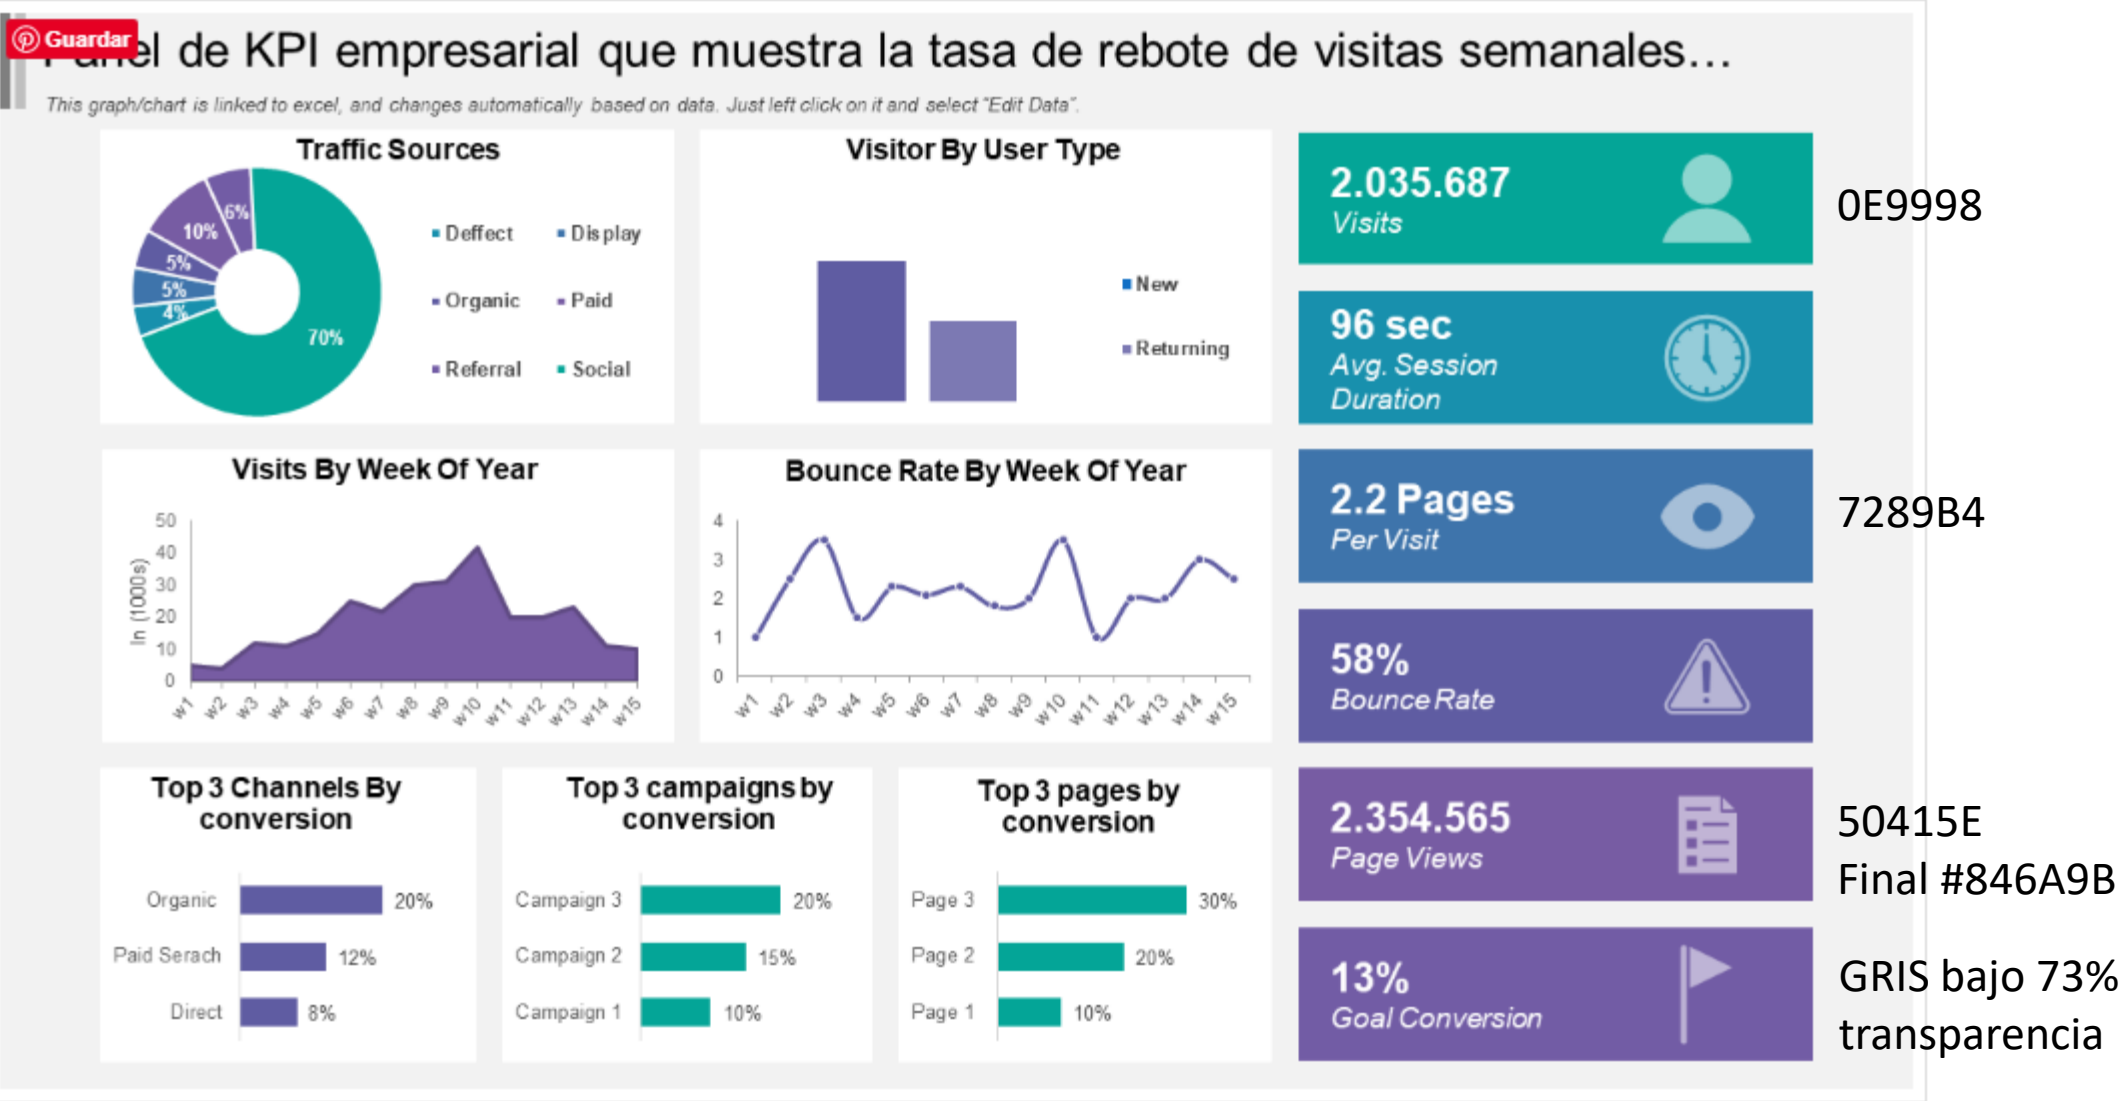 Guardar
Panel de KPI empresarial que muestra la tasa de rebote de visitas semanales...
This graph/chart is linked to excel, and changes automatically based on data. Just left click on it and select "Edit Data".
Traffic Sources
6%
10%
5%
5%
4%
70%
Deffect
Display
Organic
Paid
Referral
Social
Visitor By User Type
New
Returning
2.035.687
Visits
0E9998
96 sec
Avg. Session
Duration
Visits By Week Of Year
In (1000s)
50
40
30
20
10
0
w1 w2 w3 w4 w5 w6 w7 w8 w9 w10 w11 w12 w13 w14 w15
Bounce Rate By Week Of Year
4
3
2
1
0
w1 w2 w3 w4 w5 w6 w7 w8 w9 w10 w11 w12 w13 w14 w15
2.2 Pages
Per Visit
7289B4
58%
Bounce Rate
Top 3 Channels By
conversion
Organic 20%
Paid Serach 12%
Direct 8%
Top 3 campaigns by
conversion
Campaign 3 20%
Campaign 2 15%
Campaign 1 10%
Top 3 pages by
conversion
Page 3 30%
Page 2 20%
Page 1 10%
2.354.565
Page Views
50415E
Final #846A9B
13%
Goal Conversion
GRIS bajo 73%
transparencia